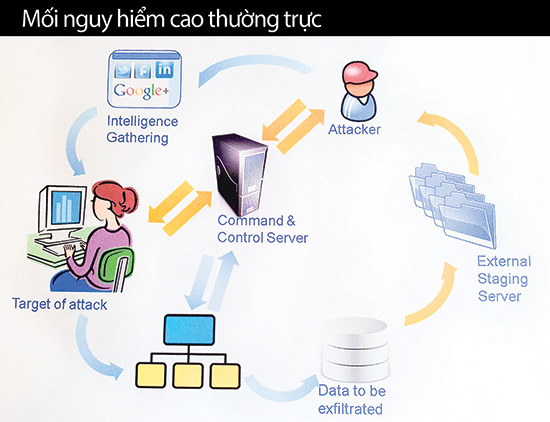 Mối nguy hiểm cao thường trực
Google+
Intelligence
Gathering
Attacker
Command &
Control Server
Target of attack
External
Staging
Server
Data to be
exfiltrated